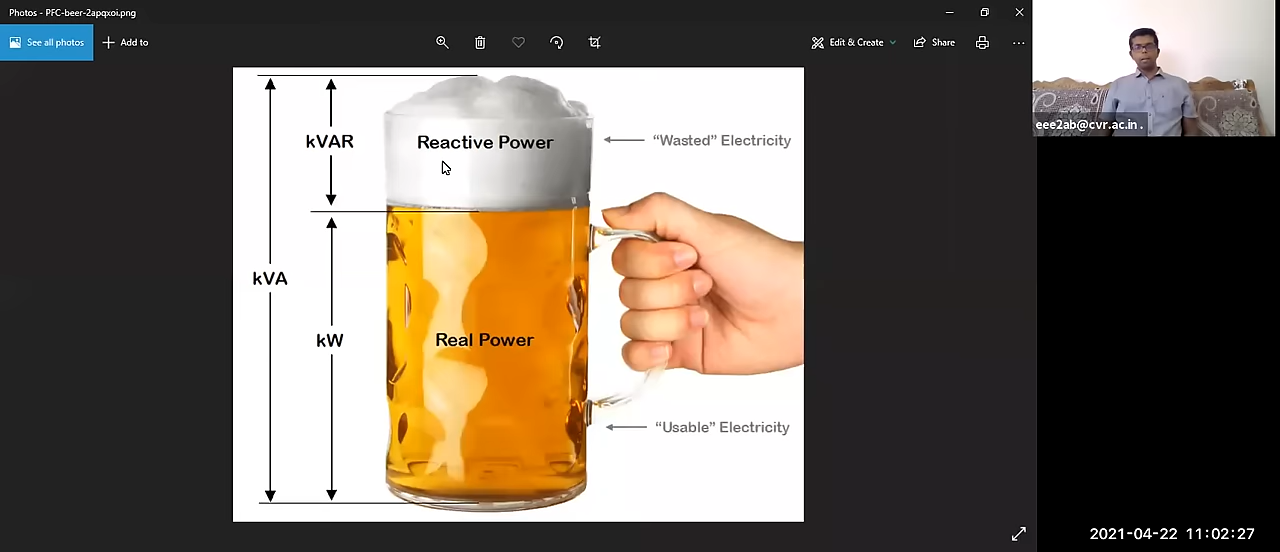 Photos - PFC-beer-2apqxoi.png
See all photos
Add to
Edit & Create
Share
eee2ab@cvr.ac.in .
kVAR
Reactive Power
“Wasted” Electricity
kVA
kW
Real Power
“Usable” Electricity
2021-04-22 11:02:27